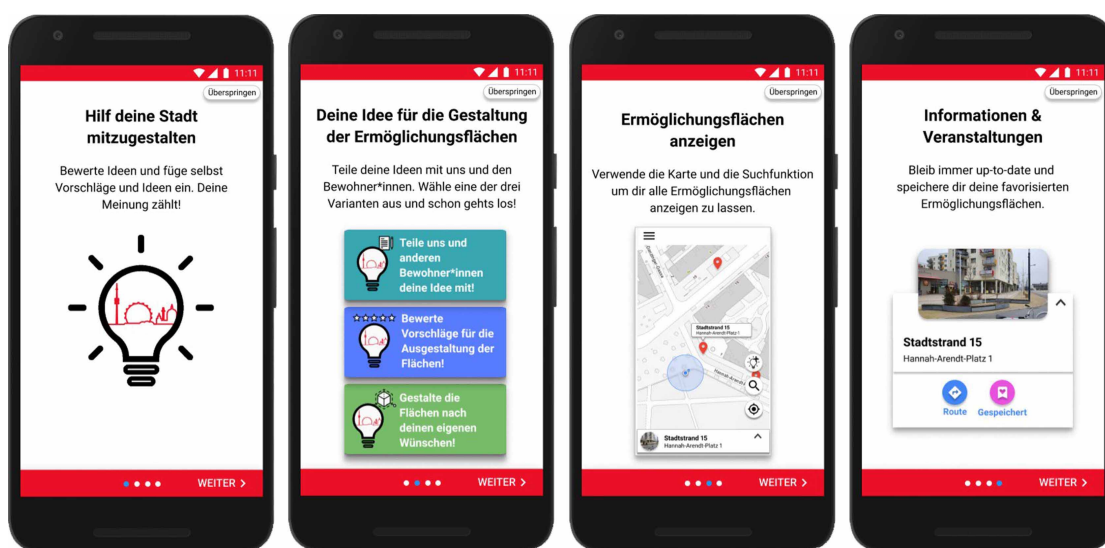 11:11
Überspringen
Hilf deine Stadt
mitzugestalten
Bewerte Ideen und füge selbst
Vorschläge und Ideen ein. Deine
Meinung zählt!
WEITER >
11:11
Überspringen
Deine Idee für die Gestaltung
der Ermöglichungsflächen
Teile deine Ideen mit uns und den
Bewohner*innen. Wähle eine der drei
Varianten aus und schon gehts los!
Teile uns und
anderen
Bewohner*innen
deine Idee mit!
Bewerte
Vorschläge für die
Ausgestaltung der
Flächen!
Gestalte die
Flächen nach
deinen eigenen
Wünschen!
WEITER >
11:11
Überspringen
Ermöglichungsflächen
anzeigen
Verwende die Karte und die Suchfunktion
um dir alle Ermöglichungsflächen
anzeigen zu lassen.
Stadtstrand 15
Hannah-Arendt-Platz 1
Stadtstrand 15
Hannah-Arendt-Platz 1
WEITER >
11:11
Überspringen
Informationen &
Veranstaltungen
Bleib immer up-to-date und
speichere dir deine favorisierten
Ermöglichungsflächen.
Stadtstrand 15
Hannah-Arendt-Platz 1
Route Gespeichert
WEITER >